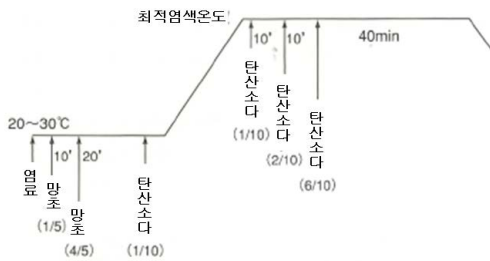 최적염색온도
10' 10' 40min
탄산소다
(1/10)
탄산소다
(2/10)
탄산소다
(6/10)
20~30℃
10' 20'
염료
망초
(1/5)
망초
(4/5)
탄산소다
(1/10)